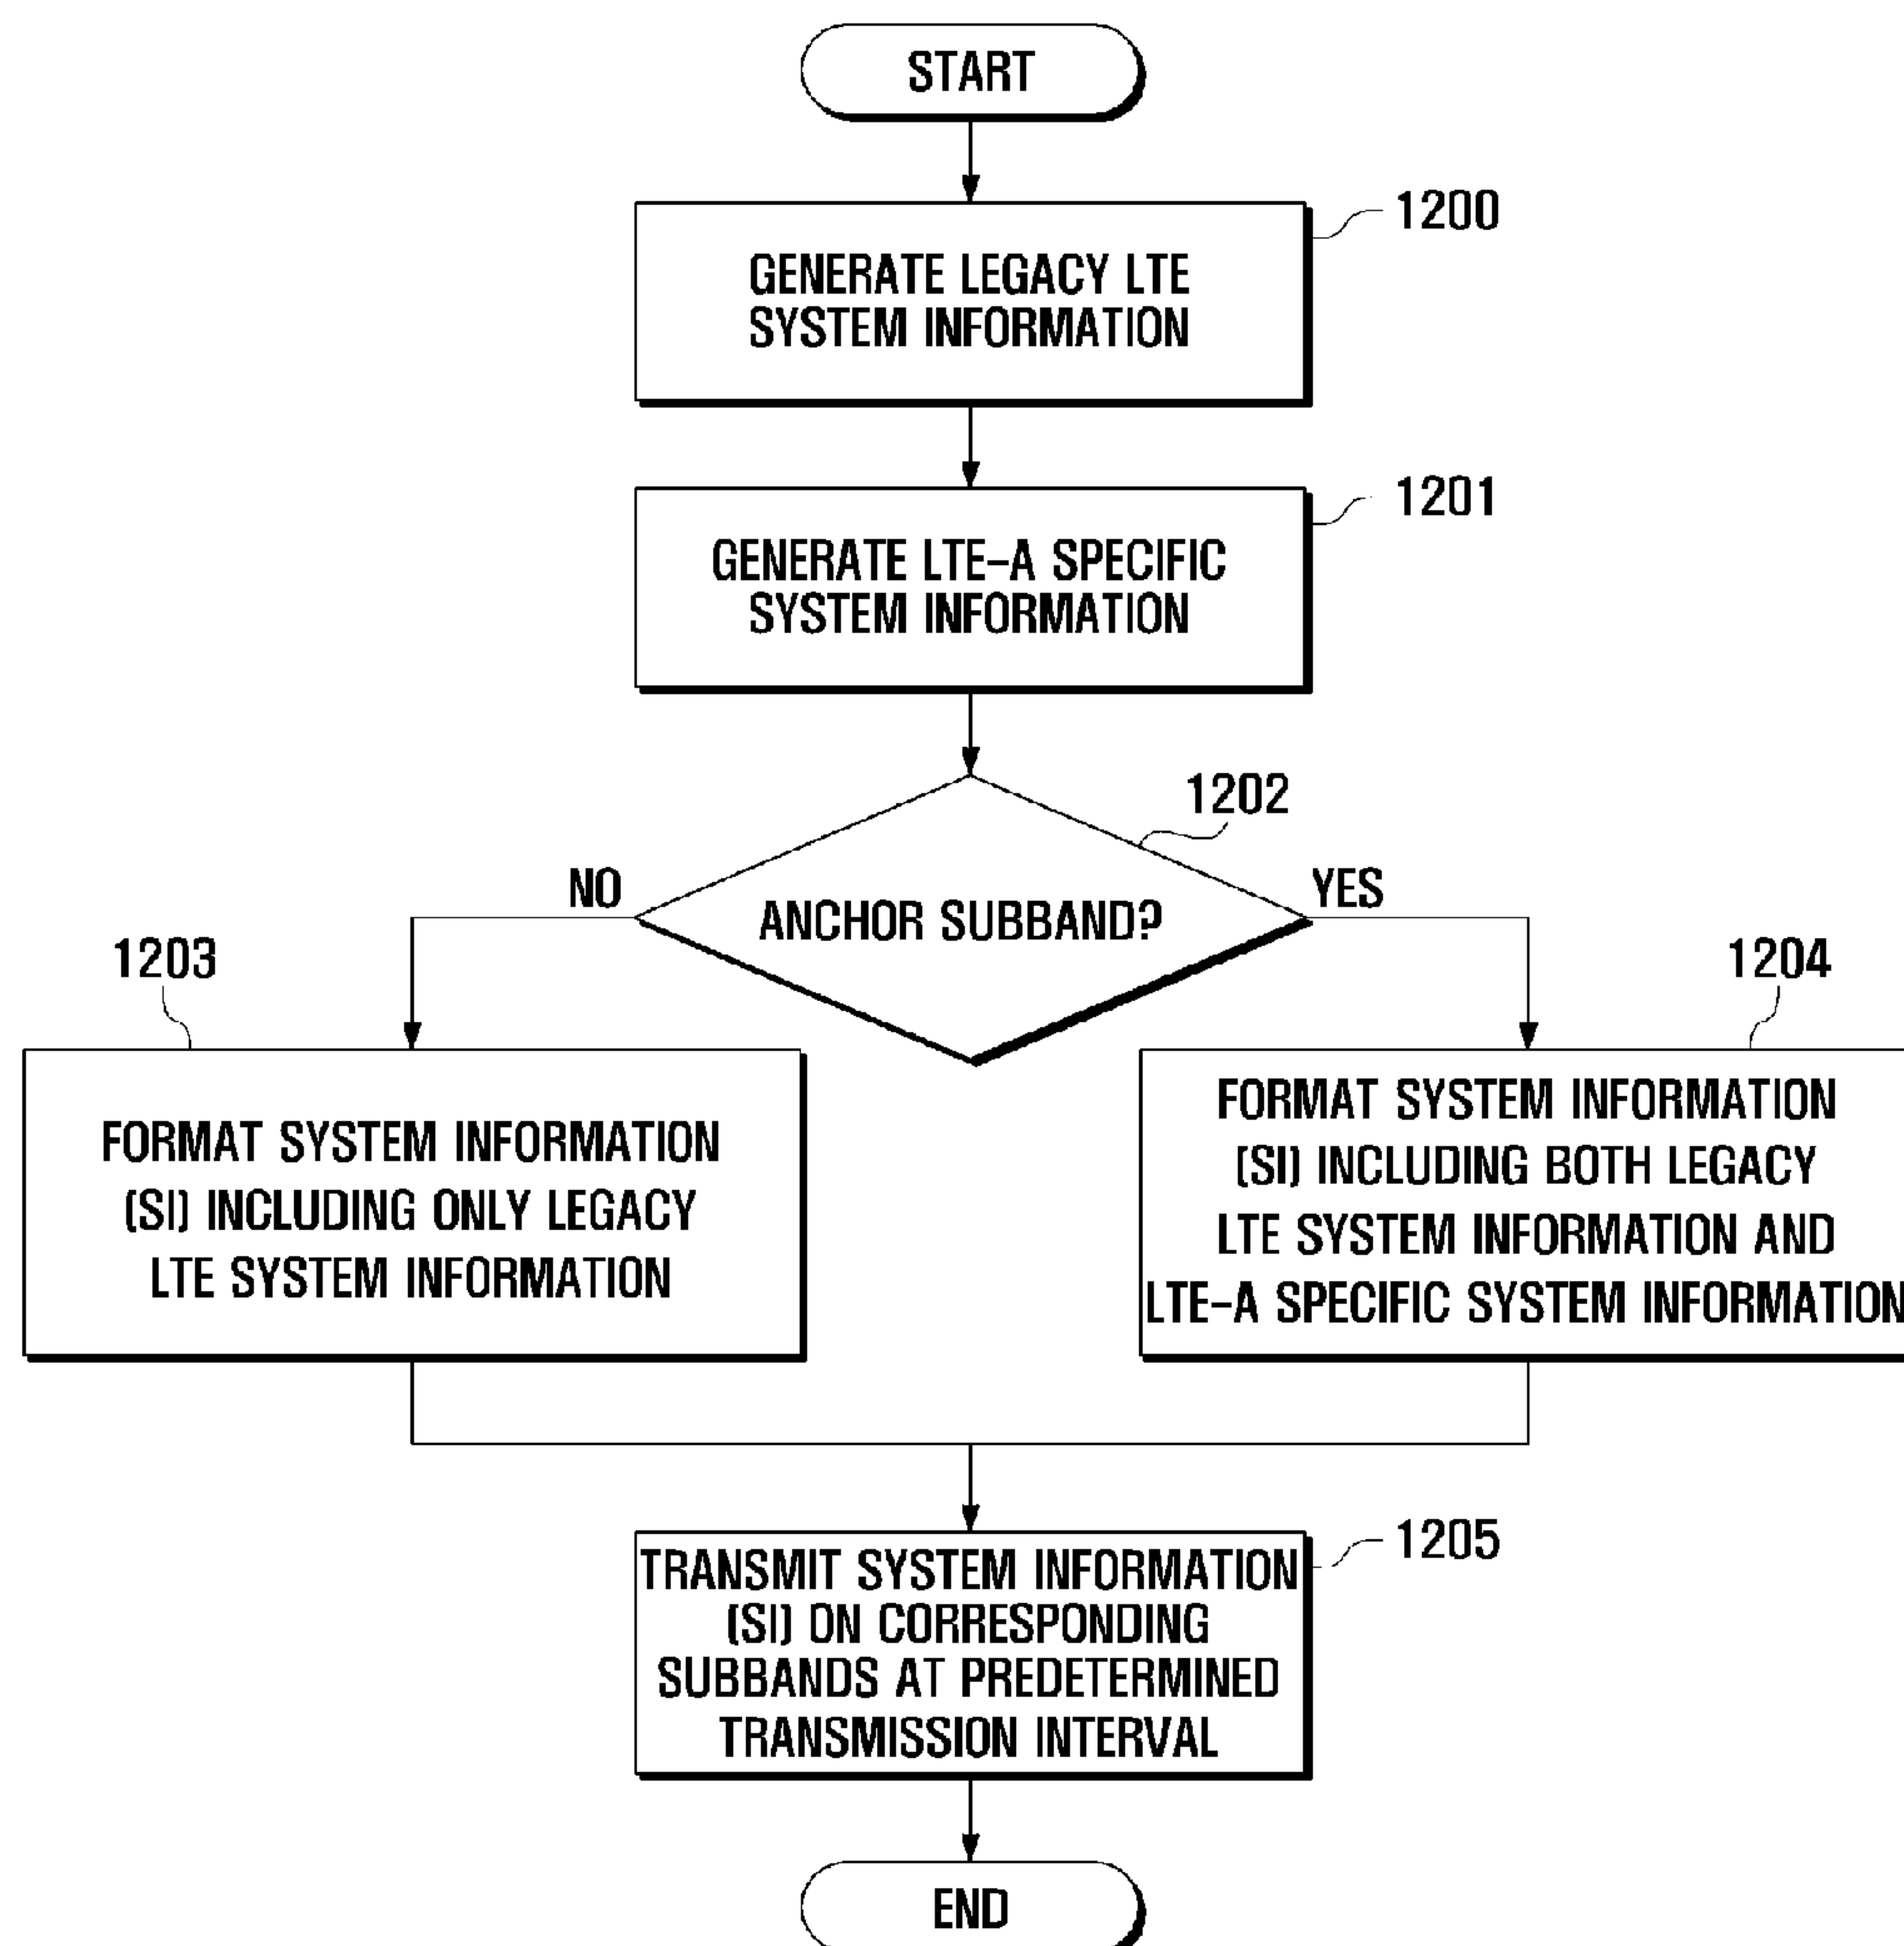 START
1200
GENERATE LEGACY LTE
SYSTEM INFORMATION
1201
GENERATE LTE-A SPECIFIC
SYSTEM INFORMATION
1202
NO
YES
ANCHOR SUBBAND?
1203
1204
FORMAT SYSTEM INFORMATION
(SI) INCLUDING ONLY LEGACY
LTE SYSTEM INFORMATION
FORMAT SYSTEM INFORMATION
(SI) INCLUDING BOTH LEGACY
LTE SYSTEM INFORMATION AND
LTE-A SPECIFIC SYSTEM INFORMATION
1205
TRANSMIT SYSTEM INFORMATION
(SI) ON CORRESPONDING
SUBBANDS AT PREDETERMINED
TRANSMISSION INTERVAL
END